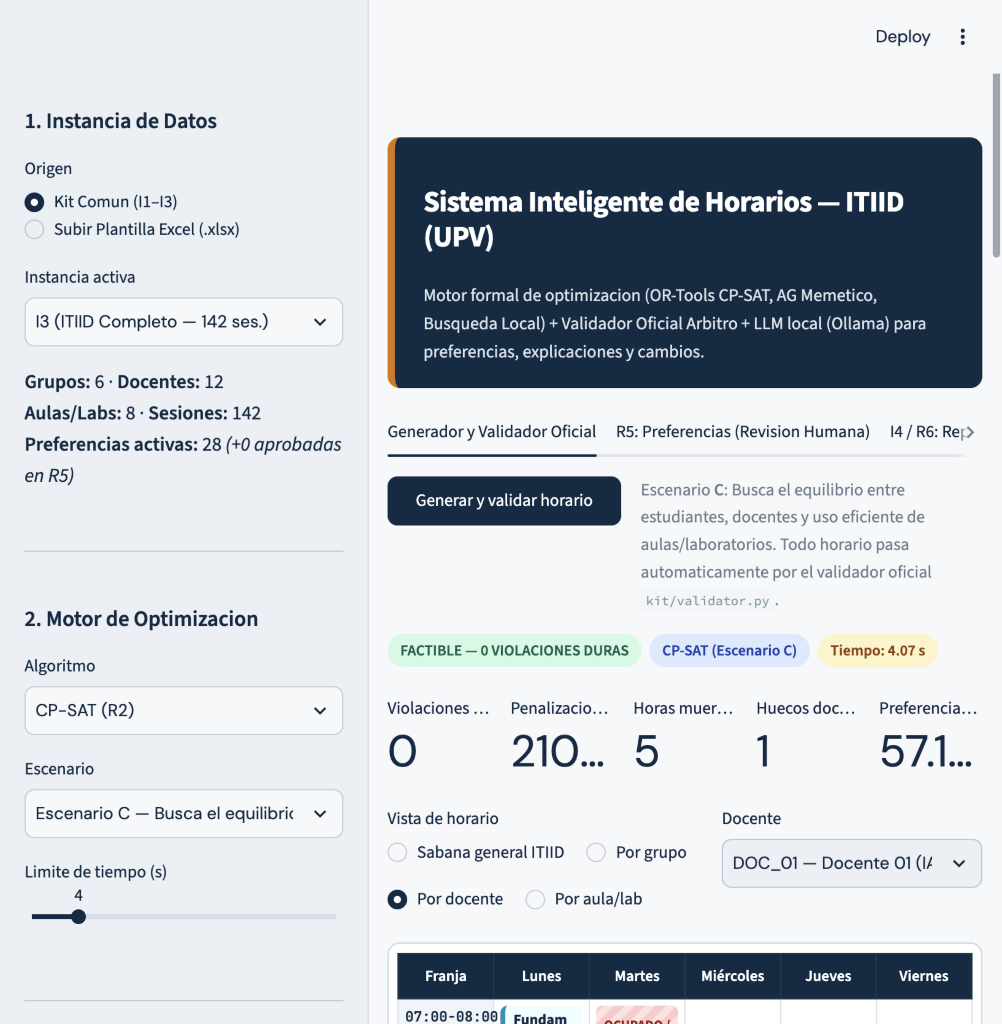 Deploy
1. Instancia de Datos
Origen
Kit Comun (I1–I3)
Subir Plantilla Excel (.xlsx)
Instancia activa
I3 (ITIID Completo — 142 ses.)
Grupos: 6 · Docentes: 12
Aulas/Labs: 8 · Sesiones: 142
Preferencias activas: 28 (+0 aprobadas
en R5)
2. Motor de Optimizacion
Algoritmo
CP-SAT (R2)
Escenario
Escenario C — Busca el equilibric
Limite de tiempo (s)
4
Sistema Inteligente de Horarios — ITIID
(UPV)
Motor formal de optimizacion (OR-Tools CP-SAT, AG Memetico,
Busqueda Local) + Validador Oficial Arbitro + LLM local (Ollama) para
preferencias, explicaciones y cambios.
Generador y Validador Oficial R5: Preferencias (Revision Humana) I4 / R6: Rep
Generar y validar horario
Escenario C: Busca el equilibrio entre
estudiantes, docentes y uso eficiente de
aulas/laboratorios. Todo horario pasa
automaticamente por el validador oficial
kit/validator.py .
FACTIBLE — 0 VIOLACIONES DURAS CP-SAT (Escenario C) Tiempo: 4.07 s
Violaciones ... Penalizacio... Horas muer... Huecos doc... Preferencia...
0 210... 5 1 57.1...
Vista de horario
Sabana general ITIID Por grupo
Por docente Por aula/lab
Docente
DOC_01 — Docente 01 (IA
Franja Lunes Martes Miércoles Jueves Viernes
07:00-08:00 Fundam OCUPADO /